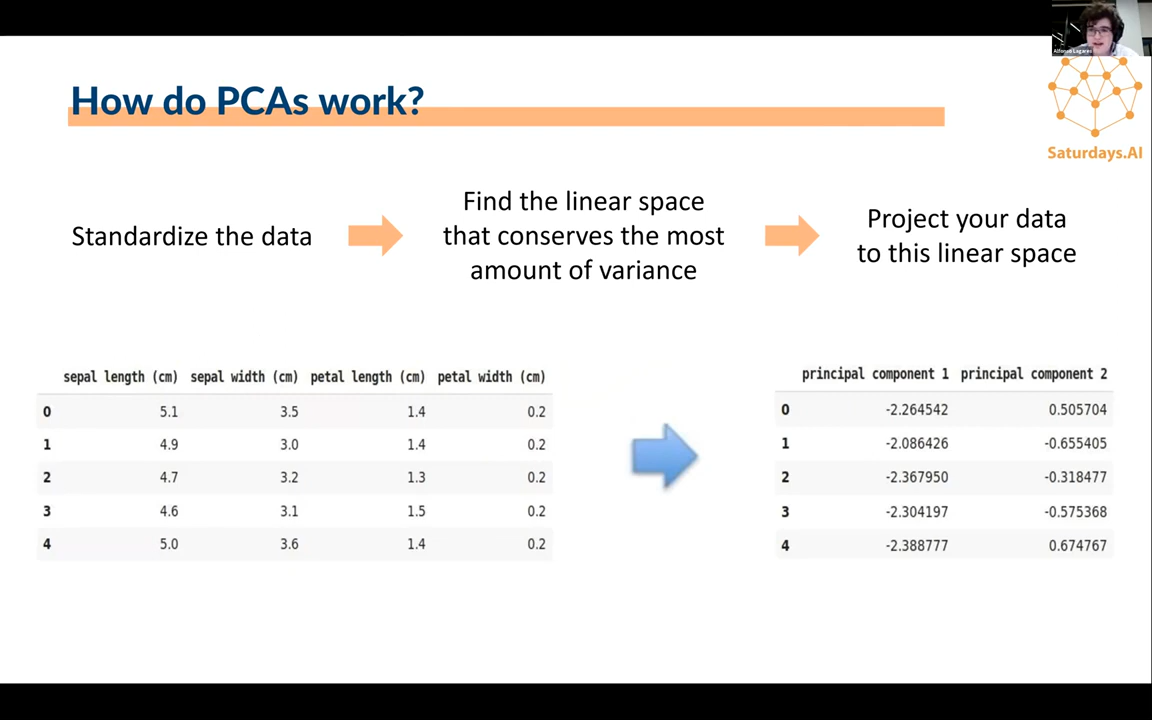 Alfonso Lagares
How do PCAs work?
Saturdays.AI
Standardize the data
Find the linear space
that conserves the most
amount of variance
Project your data
to this linear space
sepal length (cm) sepal width (cm) petal length (cm) petal width (cm)
0 5.1 3.5 1.4 0.2
1 4.9 3.0 1.4 0.2
2 4.7 3.2 1.3 0.2
3 4.6 3.1 1.5 0.2
4 5.0 3.6 1.4 0.2
principal component 1 principal component 2
0 -2.264542 0.505704
1 -2.086426 -0.655405
2 -2.367950 -0.318477
3 -2.304197 -0.575368
4 -2.388777 0.674767